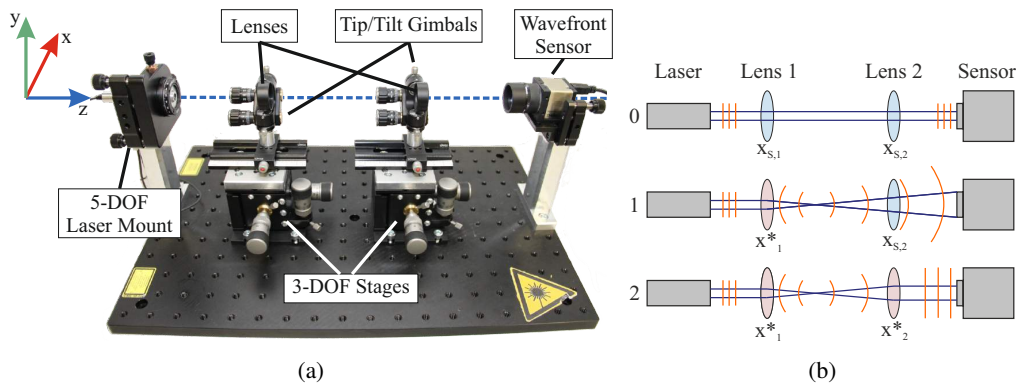 y
x
z
Lenses
Tip/Tilt Gimbals
Wavefront
Sensor
5-DOF
Laser Mount
3-DOF Stages
(a)
Laser
Lens 1
Lens 2
Sensor
0
x_S,1
x_S,2
1
x*_1
x_S,2
2
x*_1
x*_2
(b)